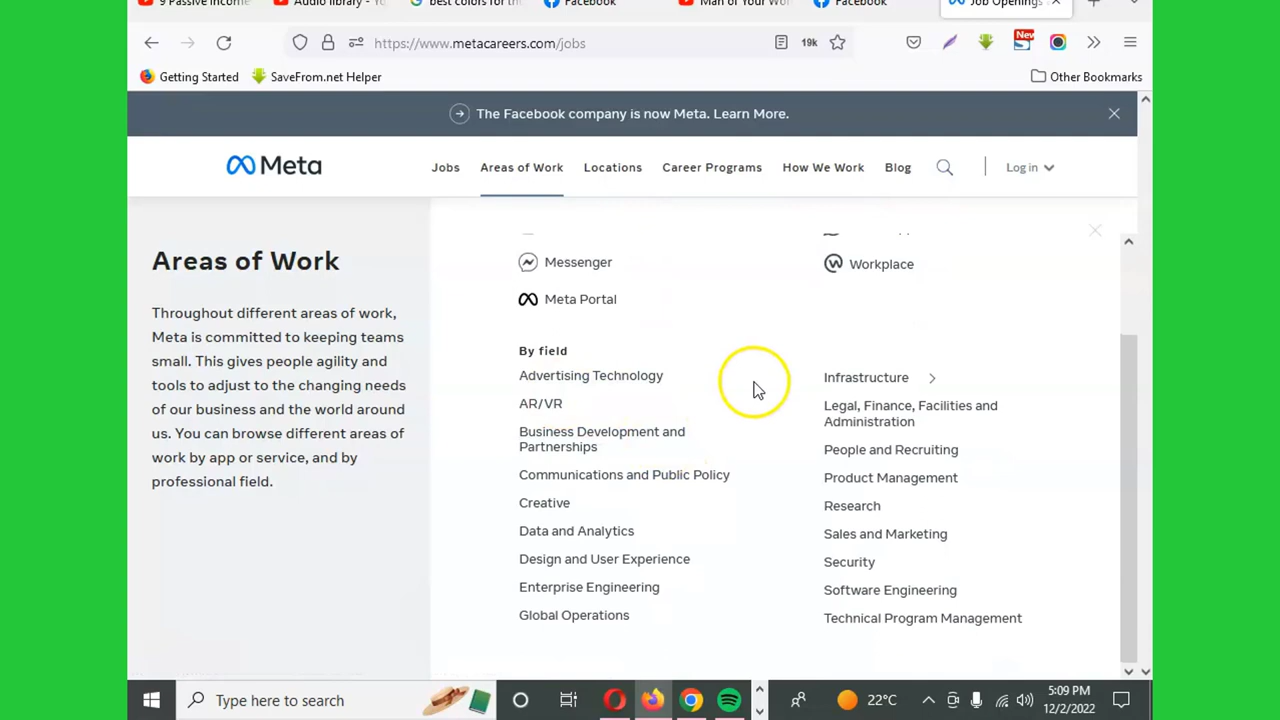 9 Passive Income
Audio library - Yo
best colors for th
Facebook
Man of Your Wo
Facebook
Job Openings
https://www.metacareers.com/jobs
19k
New
Getting Started
SaveFrom.net Helper
Other Bookmarks
The Facebook company is now Meta. Learn More.
Meta
Jobs
Areas of Work
Locations
Career Programs
How We Work
Blog
Log in
Areas of Work
Throughout different areas of work,
Meta is committed to keeping teams
small. This gives people agility and
tools to adjust to the changing needs
of our business and the world around
us. You can browse different areas of
work by app or service, and by
professional field.
Messenger
Workplace
Meta Portal
By field
Advertising Technology
AR/VR
Business Development and
Partnerships
Communications and Public Policy
Creative
Data and Analytics
Design and User Experience
Enterprise Engineering
Global Operations
Infrastructure
Legal, Finance, Facilities and
Administration
People and Recruiting
Product Management
Research
Sales and Marketing
Security
Software Engineering
Technical Program Management
Type here to search
22°C
5:09 PM
12/2/2022